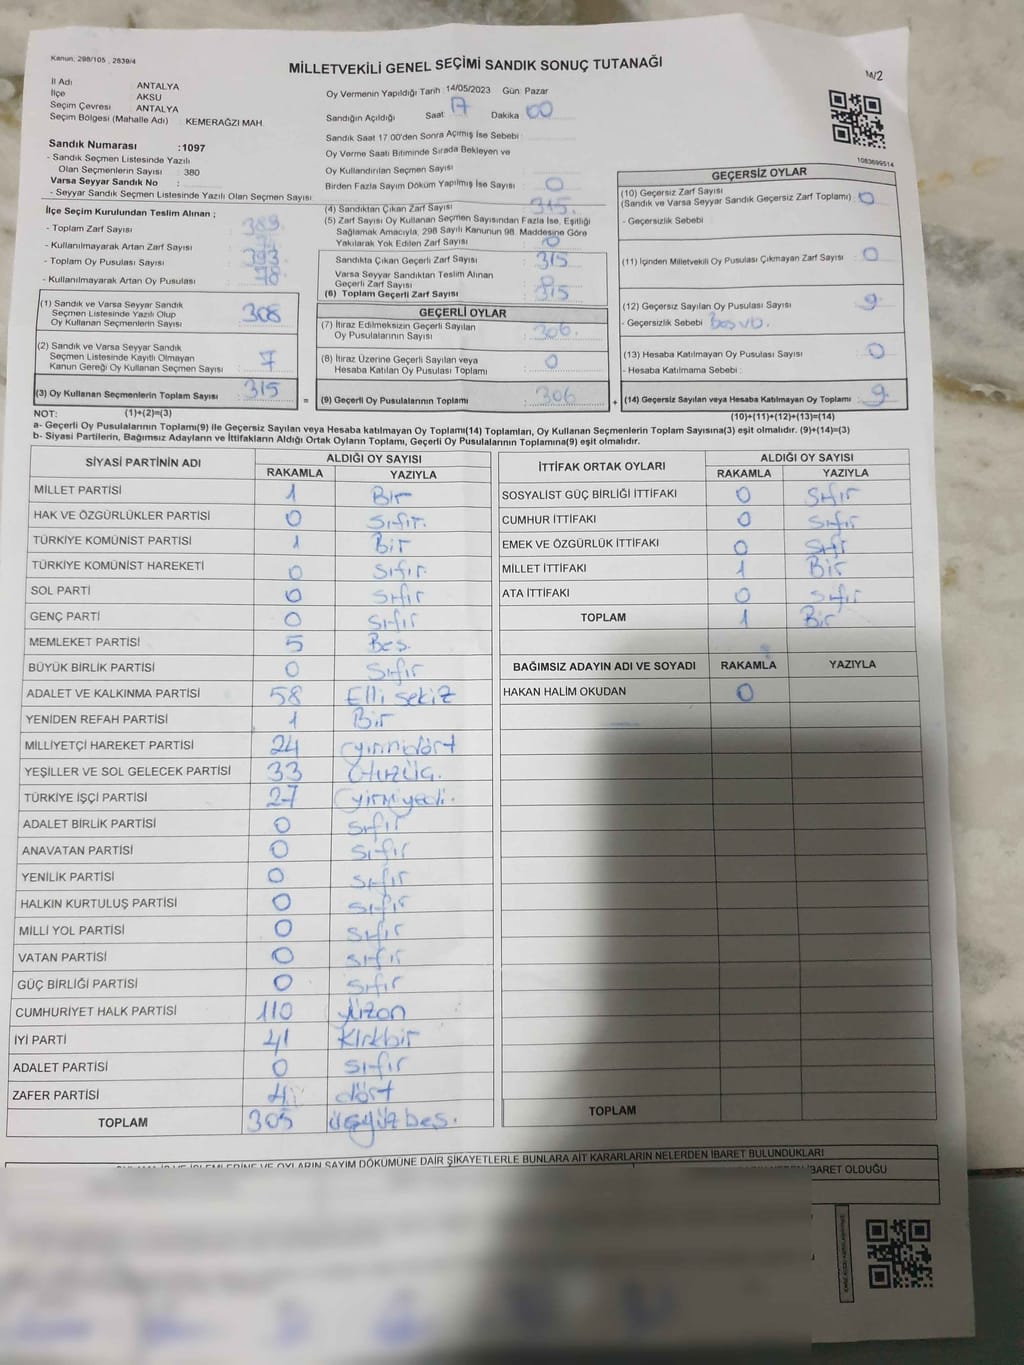 Kanun: 298/105 , 2839/4
MİLLETVEKİLİ GENEL SEÇİMİ SANDIK SONUÇ TUTANAĞI
M/2
İl Adı : ANTALYA
İlçe : AKSU
Seçim Çevresi : ANTALYA
Seçim Bölgesi (Mahalle Adı) : KEMERAĞZI MAH.
Sandık Numarası :1097
- Sandık Seçmen Listesinde Yazılı
Olan Seçmenlerin Sayısı : 380
Varsa Seyyar Sandık No :
- Seyyar Sandık Seçmen Listesinde Yazılı Olan Seçmen Sayısı :
İlçe Seçim Kurulundan Teslim Alınan ;
- Toplam Zarf Sayısı : 389
- Kullanılmayarak Artan Zarf Sayısı :
- Toplam Oy Pusulası Sayısı : 393
- Kullanılmayarak Artan Oy Pusulası : 78
(1) Sandık ve Varsa Seyyar Sandık
Seçmen Listesinde Yazılı Olup
Oy Kullanan Seçmenlerin Sayısı : 308
(2) Sandık ve Varsa Seyyar Sandık
Seçmen Listesinde Kayıtlı Olmayan
Kanun Gereği Oy Kullanan Seçmen Sayısı : 7
(3) Oy Kullanan Seçmenlerin Toplam Sayısı : 315
Oy Vermenin Yapıldığı Tarih : 14/05/2023 Gün: Pazar
Sandığın Açıldığı Saat : 17 Dakika : 00
Sandık Saat 17.00'den Sonra Açmış İse Sebebi :
Oy Verme Saati Bitiminde Sırada Bekleyen ve
Oy Kullandırılan Seçmen Sayısı :
Birden Fazla Sayım Döküm Yapılmış İse Sayısı : 0
(4) Sandıktan Çıkan Zarf Sayısı : 315.
(5) Zarf Sayısı Oy Kullanan Seçmen Sayısından Fazla İse, Eşitliği
Sağlamak Amacıyla, 298 Sayılı Kanunun 98. Maddesine Göre
Yakılarak Yok Edilen Zarf Sayısı : 0
Sandıkta Çıkan Geçerli Zarf Sayısı : 315
Varsa Seyyar Sandıktan Teslim Alınan
Geçerli Zarf Sayısı :
(6) Toplam Geçerli Zarf Sayısı : 315
GEÇERLİ OYLAR
(7) İtiraz Edilmeksizin Geçerli Sayılan
Oy Pusulalarının Sayısı : 306.
(8) İtiraz Üzerine Geçerli Sayılan veya
Hesaba Katılan Oy Pusulası Toplamı : 0
= (9) Geçerli Oy Pusulalarının Toplamı : 306
1083699514
GEÇERSİZ OYLAR
(10) Geçersiz Zarf Sayısı
(Sandık ve Varsa Seyyar Sandık Geçersiz Zarf Toplamı) : 0
- Geçersizlik Sebebi
(11) İçinden Milletvekili Oy Pusulası Çıkmayan Zarf Sayısı : 0
(12) Geçersiz Sayılan Oy Pusulası Sayısı : 9
- Geçersizlik Sebebi :
(13) Hesaba Katılmayan Oy Pusulası Sayısı : 0
- Hesaba Katılmama Sebebi :
+ (14) Geçersiz Sayılan veya Hesaba Katılmayan Oy Toplamı : 9
NOT: (1)+(2)=(3) (10)+(11)+(12)+(13)=(14)
a- Geçerli Oy Pusulalarının Toplamı(9) ile Geçersiz Sayılan veya Hesaba katılmayan Oy Toplamı(14) Toplamları, Oy Kullanan Seçmenlerin Toplam Sayısına(3) eşit olmalıdır. (9)+(14)=(3)
b- Siyasi Partilerin, Bağımsız Adayların ve İttifakların Aldığı Ortak Oyların Toplamı, Geçerli Oy Pusulalarının Toplamına(9) eşit olmalıdır.
SİYASİ PARTİNİN ADI ALDIĞI OY SAYISI
RAKAMLA YAZIYLA
MİLLET PARTİSİ 1 Bir
HAK VE ÖZGÜRLÜKLER PARTİSİ 0 sıfır.
TÜRKİYE KOMÜNİST PARTİSİ 1 Bir
TÜRKİYE KOMÜNİST HAREKETİ 0 sıfır.
SOL PARTİ 0 sıfır
GENÇ PARTİ 0 sıfır
MEMLEKET PARTİSİ 5 Beş.
BÜYÜK BİRLİK PARTİSİ 0 sıfır
ADALET VE KALKINMA PARTİSİ 58 Elli sekiz
YENİDEN REFAH PARTİSİ 1 Bir
MİLLİYETÇİ HAREKET PARTİSİ 24 yirmidört
YEŞİLLER VE SOL GELECEK PARTİSİ 33 Otuzüç.
TÜRKİYE İŞÇİ PARTİSİ 27 yirmiyedi.
ADALET BİRLİK PARTİSİ 0 sıfır
ANAVATAN PARTİSİ 0 sıfır
YENİLİK PARTİSİ 0 sıfır
HALKIN KURTULUŞ PARTİSİ 0 sıfır
MİLLİ YOL PARTİSİ 0 sıfır
VATAN PARTİSİ 0 sıfır
GÜÇ BİRLİĞİ PARTİSİ 0 sıfır
CUMHURİYET HALK PARTİSİ 110 yüzon
İYİ PARTİ 41 Kırkbir
ADALET PARTİSİ 0 sıfır
ZAFER PARTİSİ 4 dört
TOPLAM 305 üçyüzbeş.
İTTİFAK ORTAK OYLARI ALDIĞI OY SAYISI
RAKAMLA YAZIYLA
SOSYALİST GÜÇ BİRLİĞİ İTTİFAKI 0 sıfır
CUMHUR İTTİFAKI 0 sıfır
EMEK VE ÖZGÜRLÜK İTTİFAKI 0 sıfır
MİLLET İTTİFAKI 1 Bir
ATA İTTİFAKI 0 sıfır
TOPLAM 1 Bir
BAĞIMSIZ ADAYIN ADI VE SOYADI RAKAMLA YAZIYLA
HAKAN HALİM OKUDAN 0
TOPLAM
OYLARIN SAYIM DÖKÜMÜNE DAİR ŞİKAYETLERLE BUNLARA AİT KARARLARIN NELERDEN İBARET BULUNDUKLARI
İBARET OLDUĞU